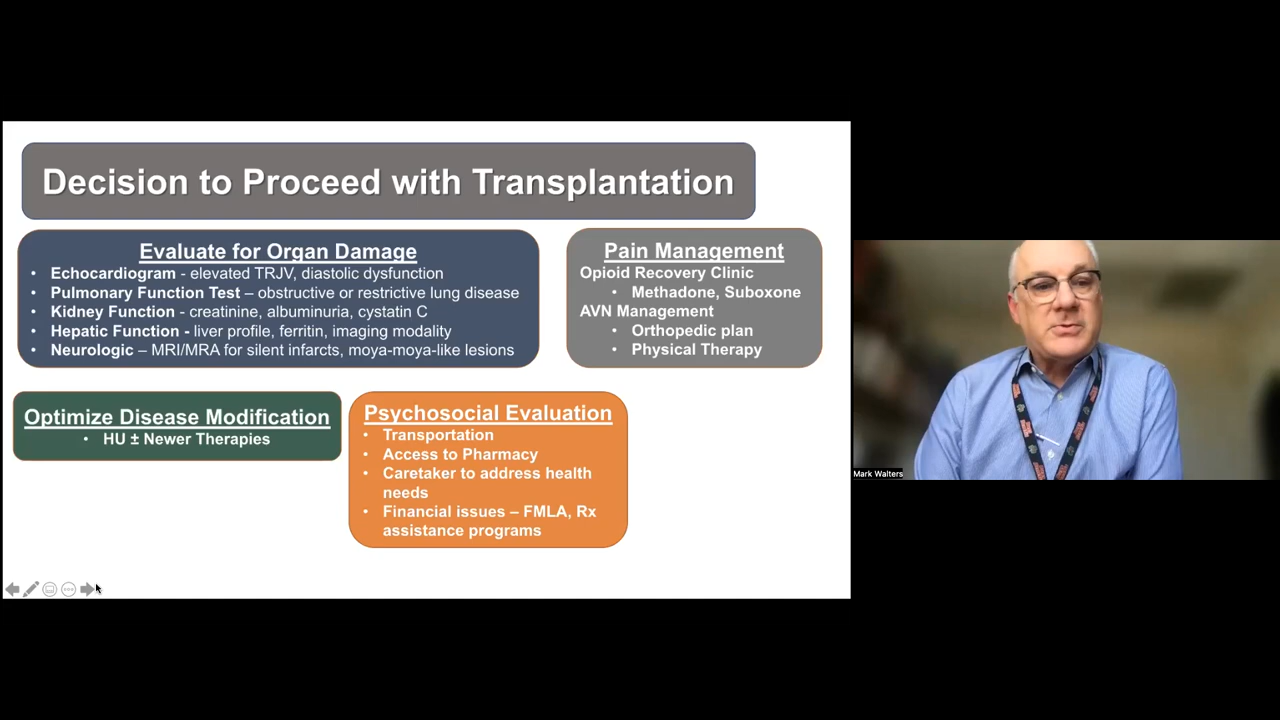 Decision to Proceed with Transplantation
Evaluate for Organ Damage
• Echocardiogram - elevated TRJV, diastolic dysfunction
• Pulmonary Function Test – obstructive or restrictive lung disease
• Kidney Function - creatinine, albuminuria, cystatin C
• Hepatic Function - liver profile, ferritin, imaging modality
• Neurologic – MRI/MRA for silent infarcts, moya-moya-like lesions
Pain Management
Opioid Recovery Clinic
• Methadone, Suboxone
AVN Management
• Orthopedic plan
• Physical Therapy
Optimize Disease Modification
• HU ± Newer Therapies
Psychosocial Evaluation
• Transportation
• Access to Pharmacy
• Caretaker to address health
needs
• Financial issues – FMLA, Rx
assistance programs
Mark Walters